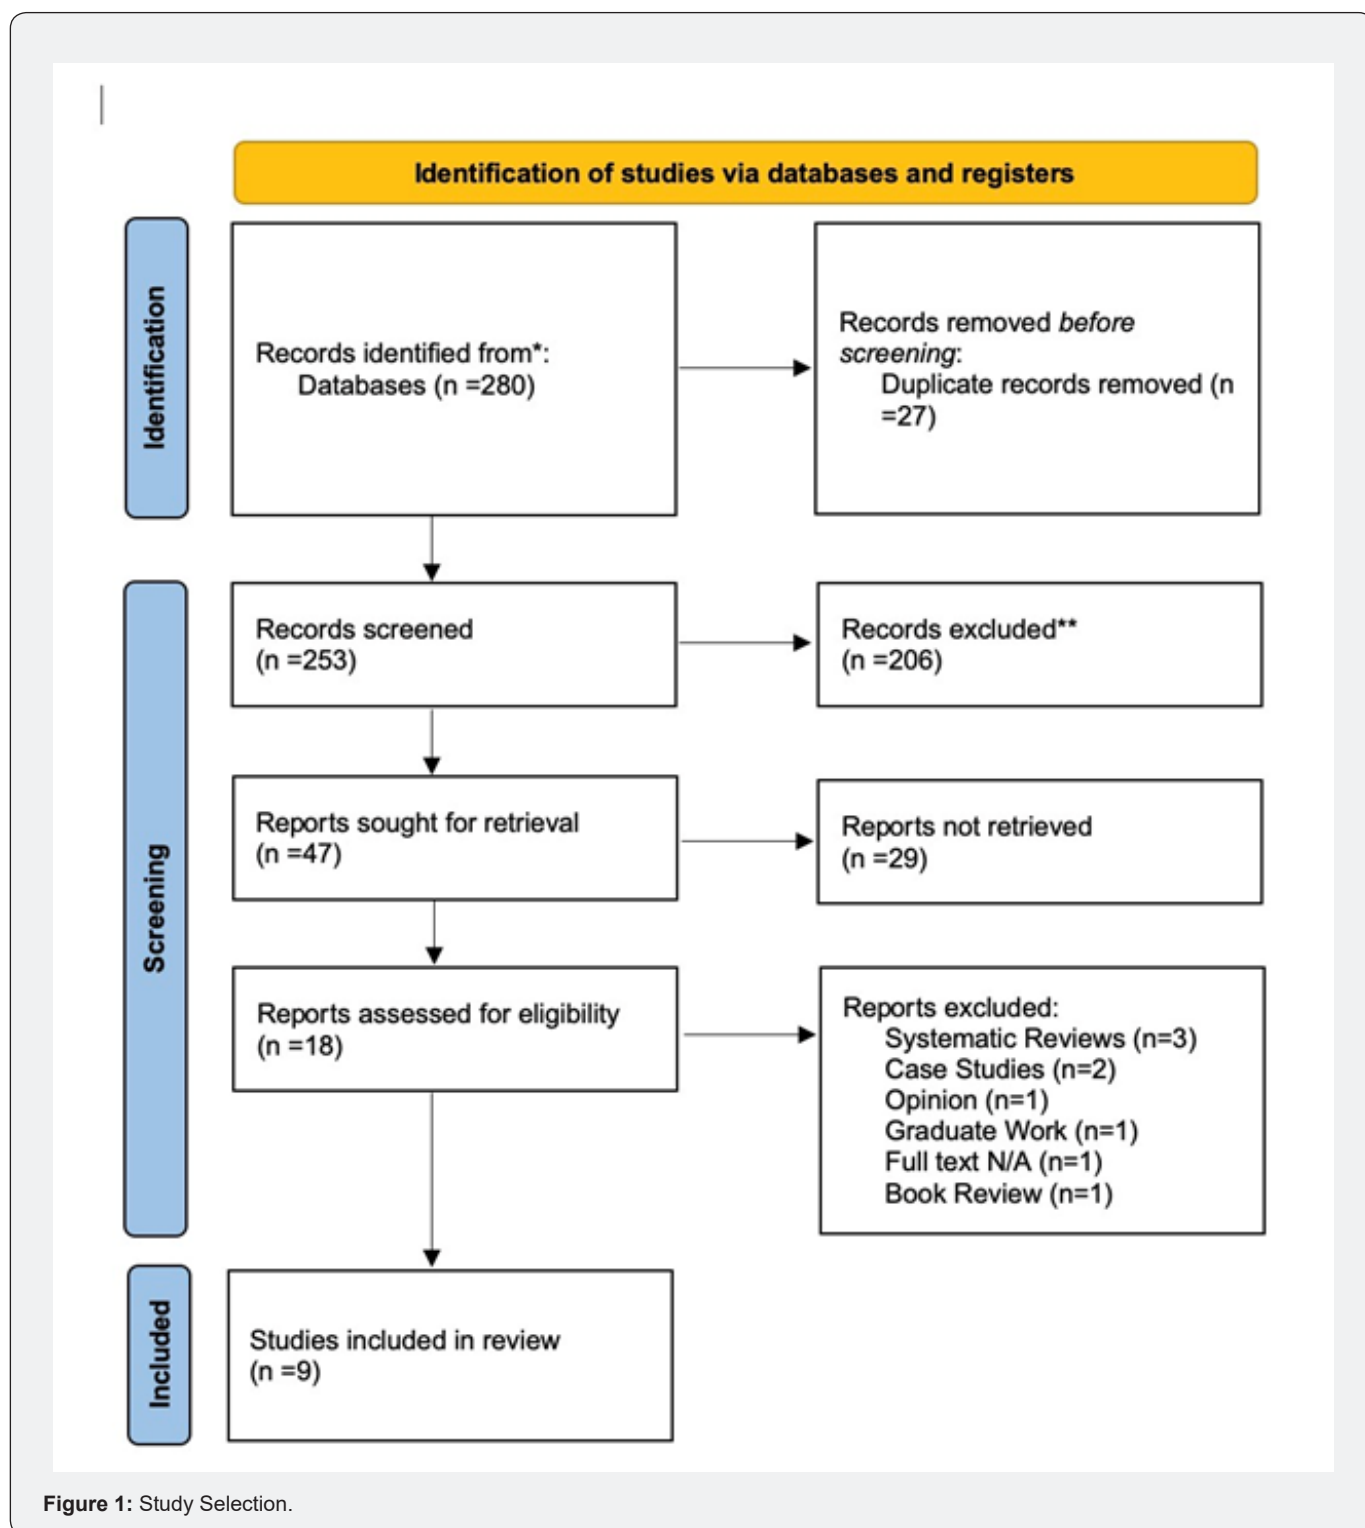 Identification of studies via databases and registers
Identification
Records identified from*:
Databases (n =280)
Records removed before
screening:
Duplicate records removed (n
=27)
Screening
Records screened
(n =253)
Records excluded**
(n =206)
Reports sought for retrieval
(n =47)
Reports not retrieved
(n =29)
Reports assessed for eligibility
(n =18)
Reports excluded:
Systematic Reviews (n=3)
Case Studies (n=2)
Opinion (n=1)
Graduate Work (n=1)
Full text N/A (n=1)
Book Review (n=1)
Included
Studies included in review
(n =9)
Figure 1: Study Selection.